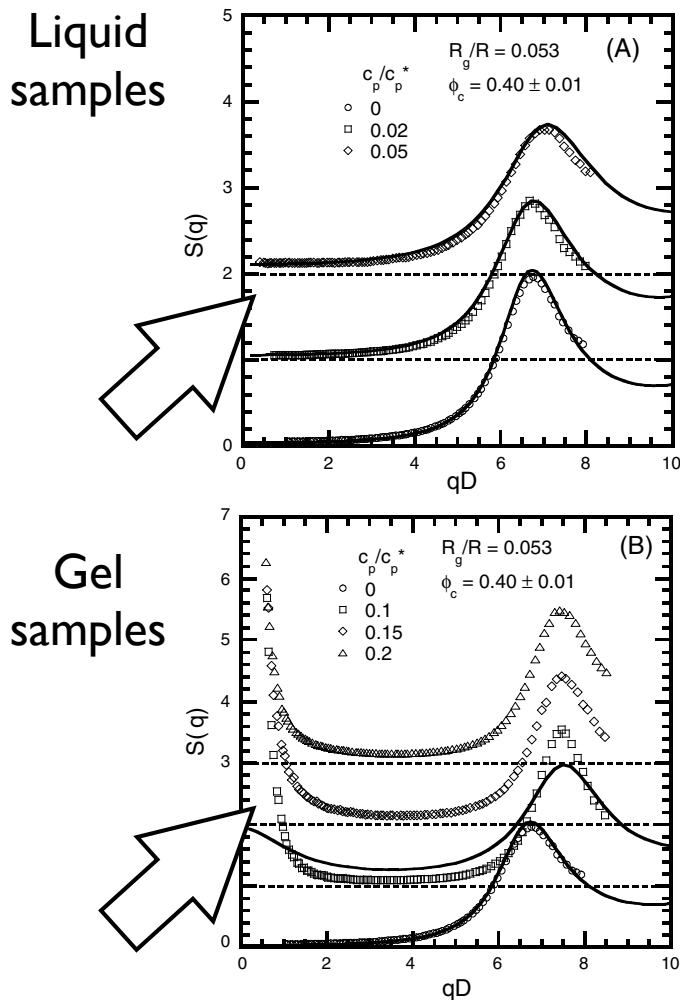 Liquid
samples
5
4
3
2
1
0
S(q)
(A)
R_g/R = 0.053
ϕ_c = 0.40 ± 0.01
c_p/c_p*
0
0.02
0.05
0 2 4 6 8 10
qD
Gel
samples
7
6
5
4
3
2
1
0
S(q)
(B)
R_g/R = 0.053
ϕ_c = 0.40 ± 0.01
c_p/c_p*
0
0.1
0.15
0.2
0 2 4 6 8 10
qD